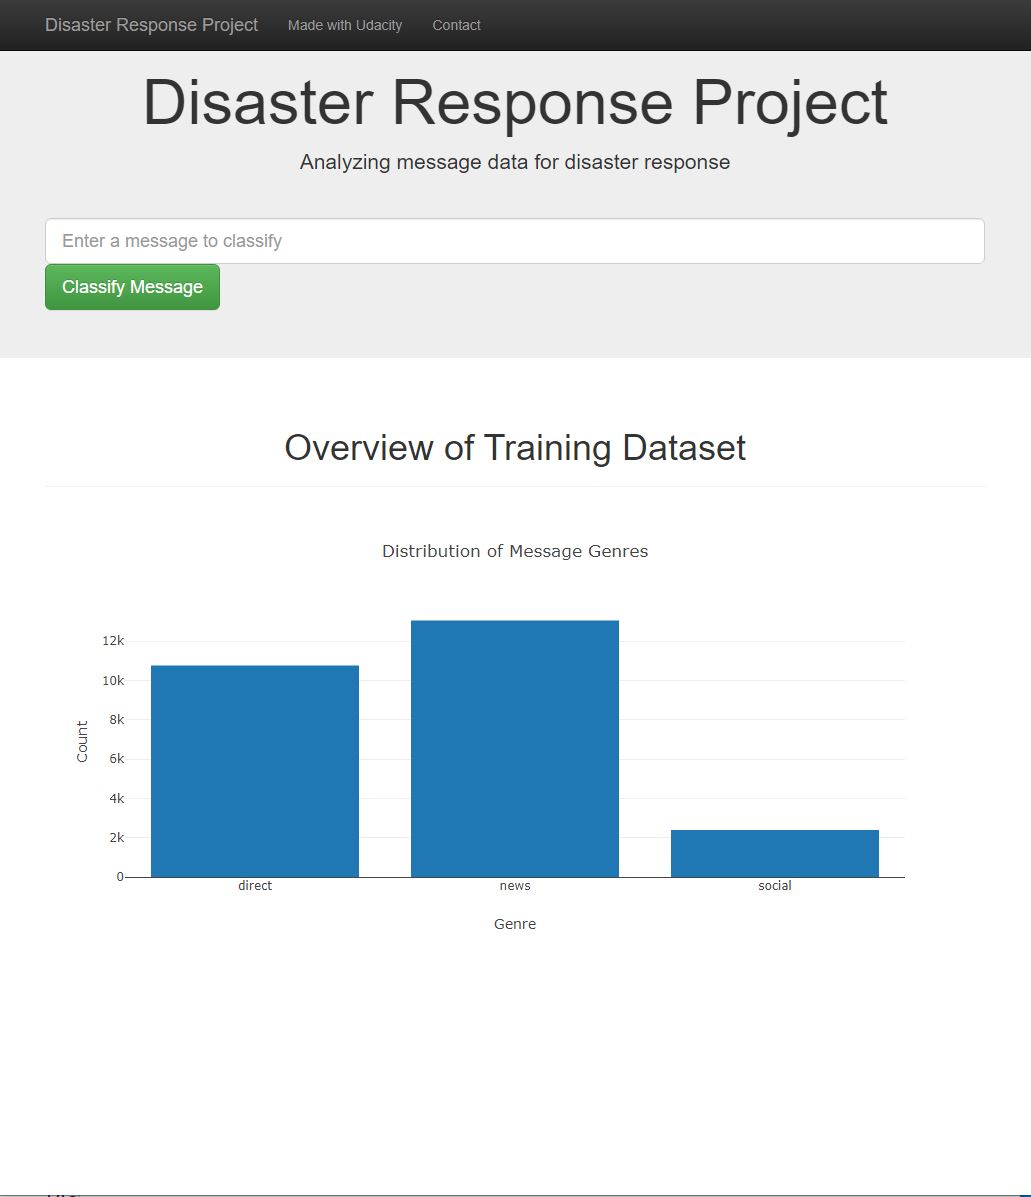 Disaster Response Project Made with Udacity Contact
Disaster Response Project
Analyzing message data for disaster response
Enter a message to classify
Classify Message
Overview of Training Dataset
Distribution of Message Genres
12k
10k
8k
6k
4k
2k
0
Count
direct news social
Genre